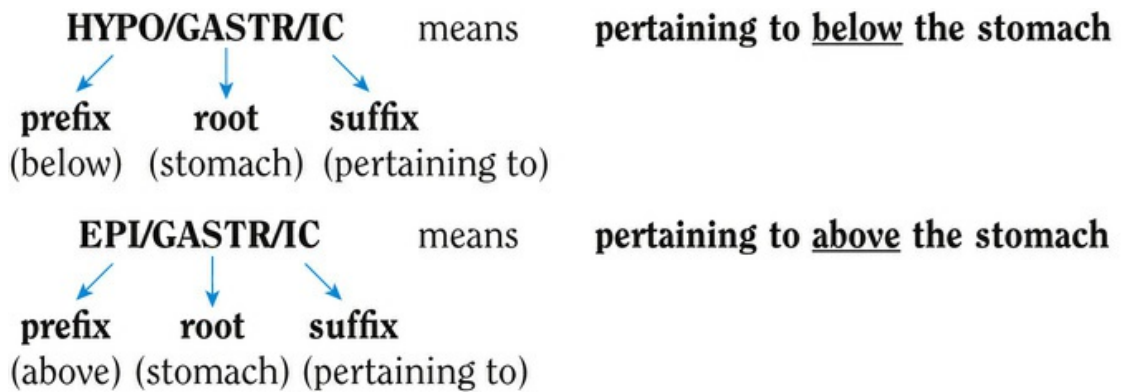 HYPO/GASTR/IC means pertaining to below the stomach
prefix root suffix
(below) (stomach) (pertaining to)
EPI/GASTR/IC means pertaining to above the stomach
prefix root suffix
(above) (stomach) (pertaining to)